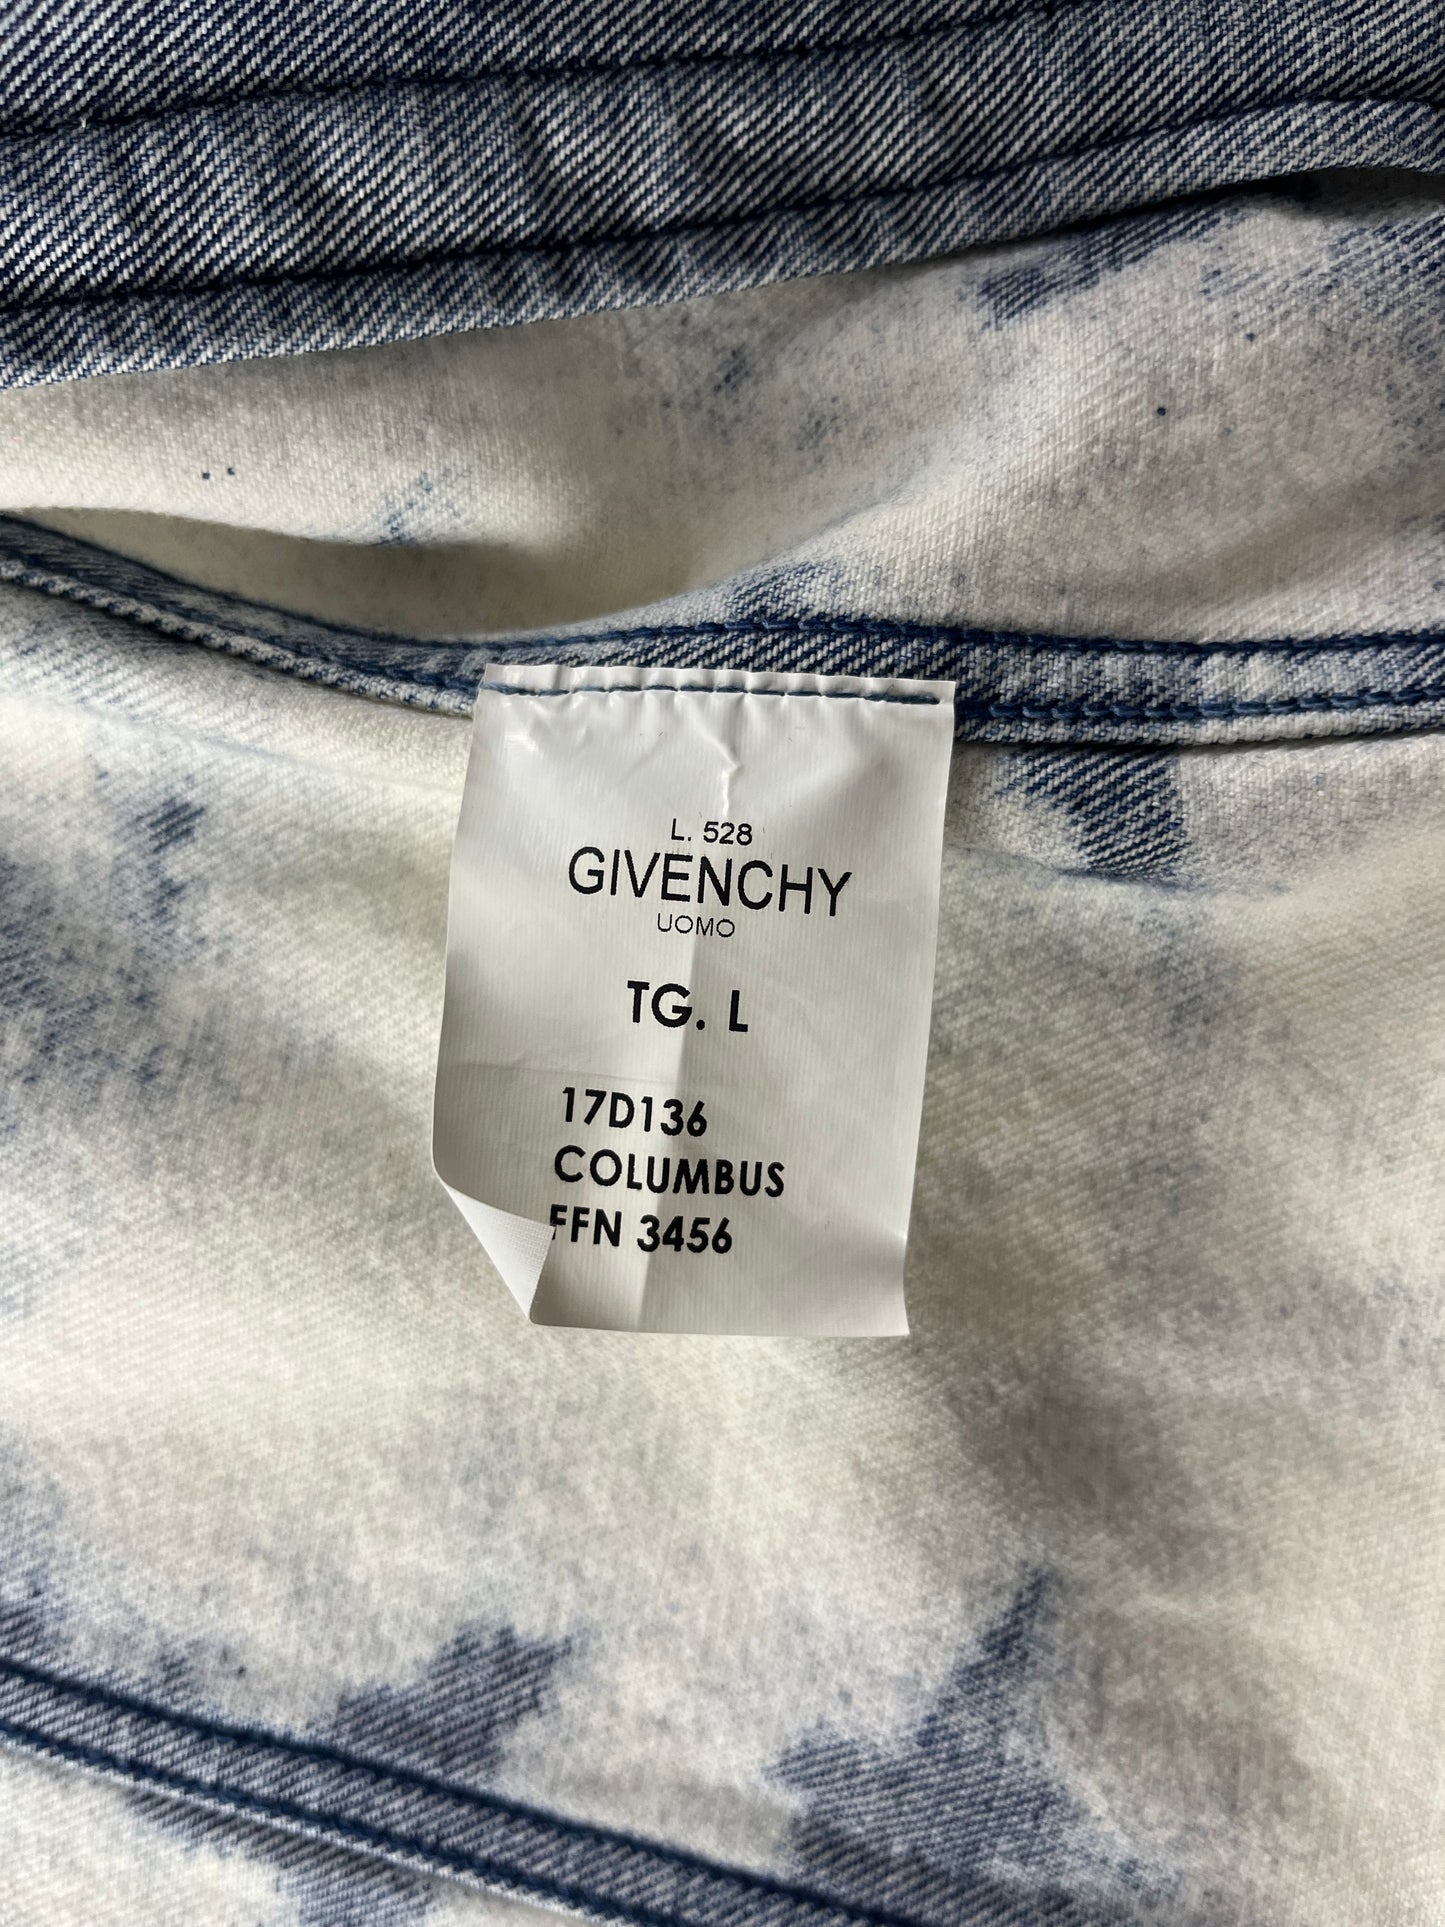 L. 528
GIVENCHY
UOMO
TG. L
17D136
COLUMBUS
FFN 3456